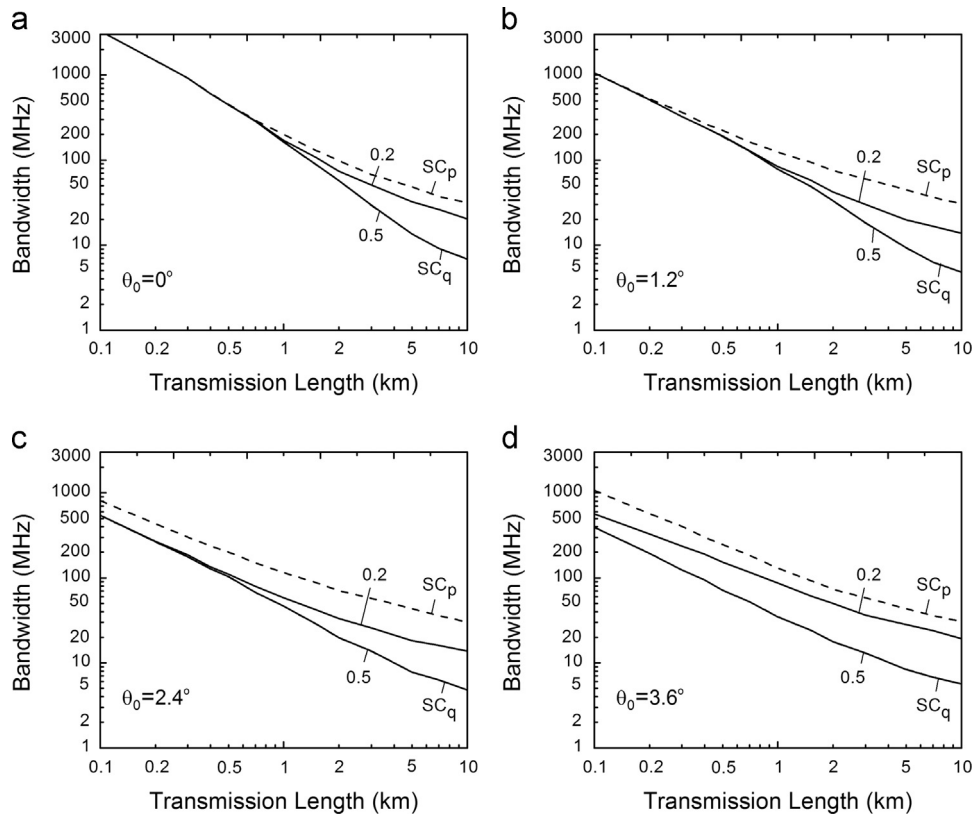 a
3000
1000
500
200
100
50
20
10
5
2
1
Bandwidth (MHz)
0.2
SCp
0.5
SCq
θ0=0°
0.1 0.2 0.5 1 2 5 10
Transmission Length (km)
b
3000
1000
500
200
100
50
20
10
5
2
1
Bandwidth (MHz)
0.2
SCp
0.5
SCq
θ0=1.2°
0.1 0.2 0.5 1 2 5 10
Transmission Length (km)
c
3000
1000
500
200
100
50
20
10
5
2
1
Bandwidth (MHz)
0.2
SCp
0.5
SCq
θ0=2.4°
0.1 0.2 0.5 1 2 5 10
Transmission Length (km)
d
3000
1000
500
200
100
50
20
10
5
2
1
Bandwidth (MHz)
0.2
SCp
0.5
SCq
θ0=3.6°
0.1 0.2 0.5 1 2 5 10
Transmission Length (km)